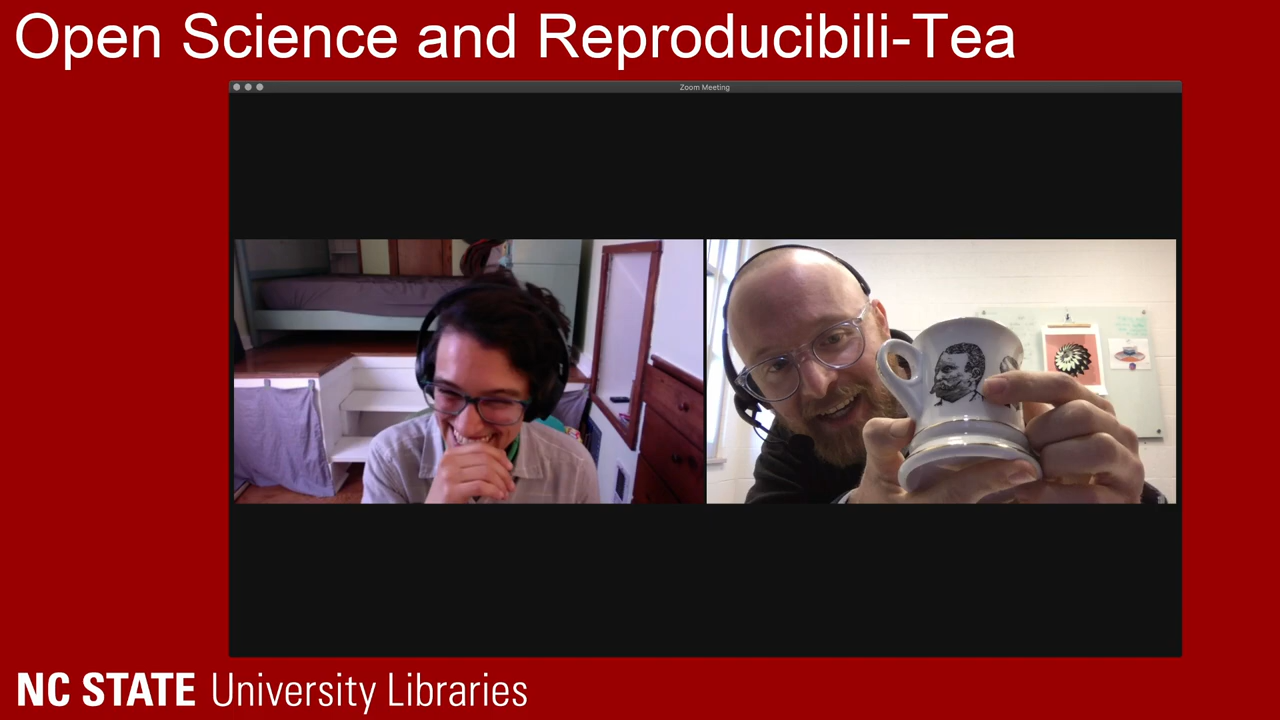 Open Science and Reproducibili-Tea
Zoom Meeting
NC STATE University Libraries